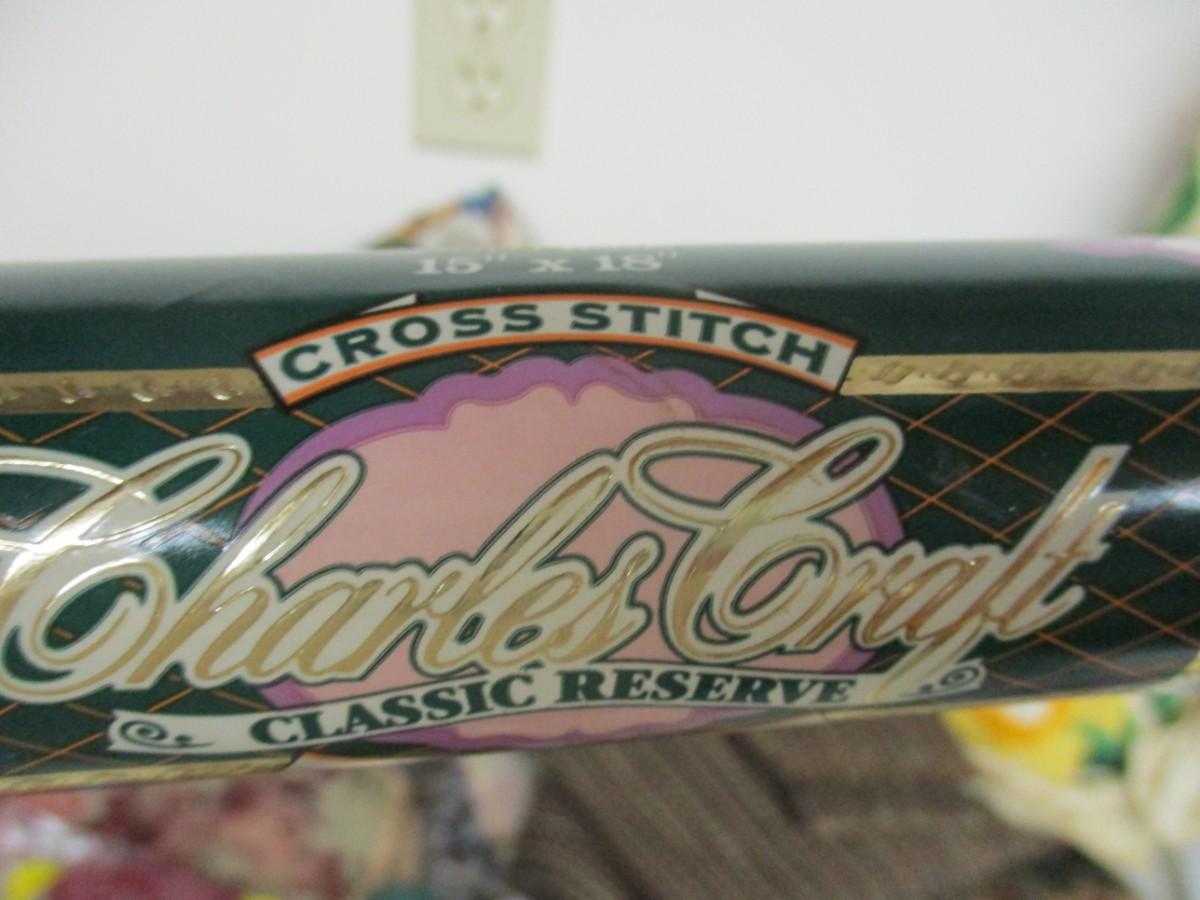 15" x 18"
CROSS STITCH
Charles Craft
CLASSIC RESERVE